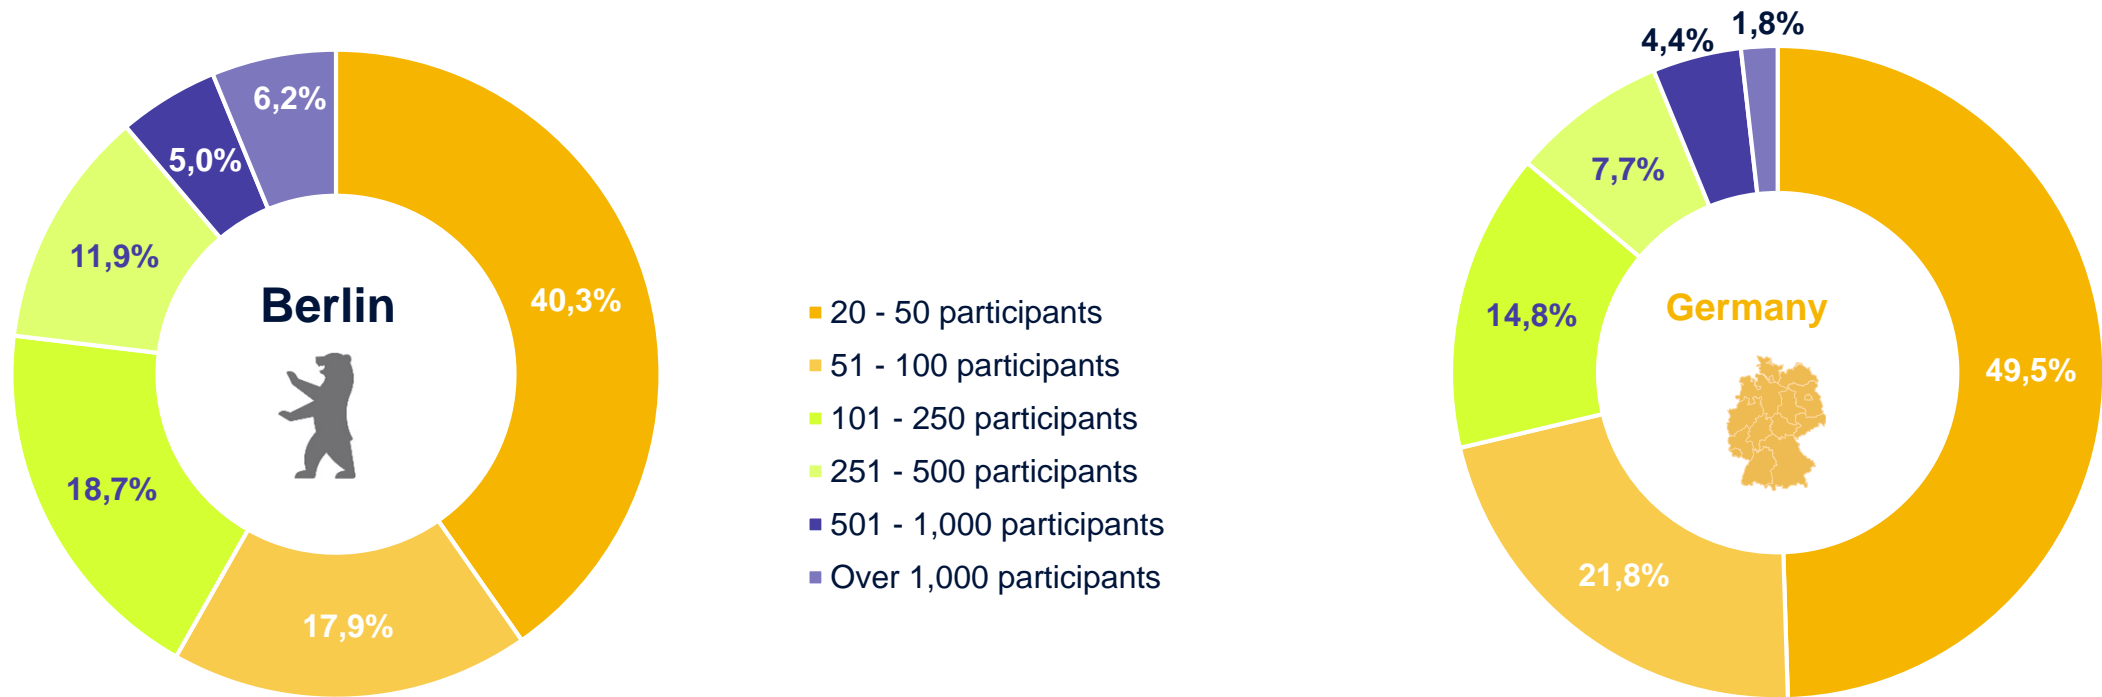 6,2%
5,0%
11,9%
40,3%
18,7%
17,9%
Berlin
20 - 50 participants
51 - 100 participants
101 - 250 participants
251 - 500 participants
501 - 1,000 participants
Over 1,000 participants
1,8%
4,4%
7,7%
14,8%
49,5%
21,8%
Germany